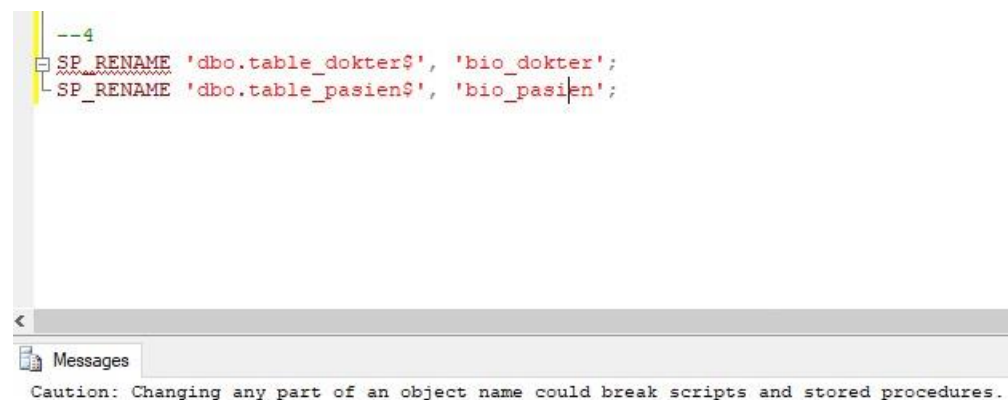 --4
SP_RENAME 'dbo.table_dokter$', 'bio_dokter';
SP_RENAME 'dbo.table_pasien$', 'bio_pasien';
Messages
Caution: Changing any part of an object name could break scripts and stored procedures.